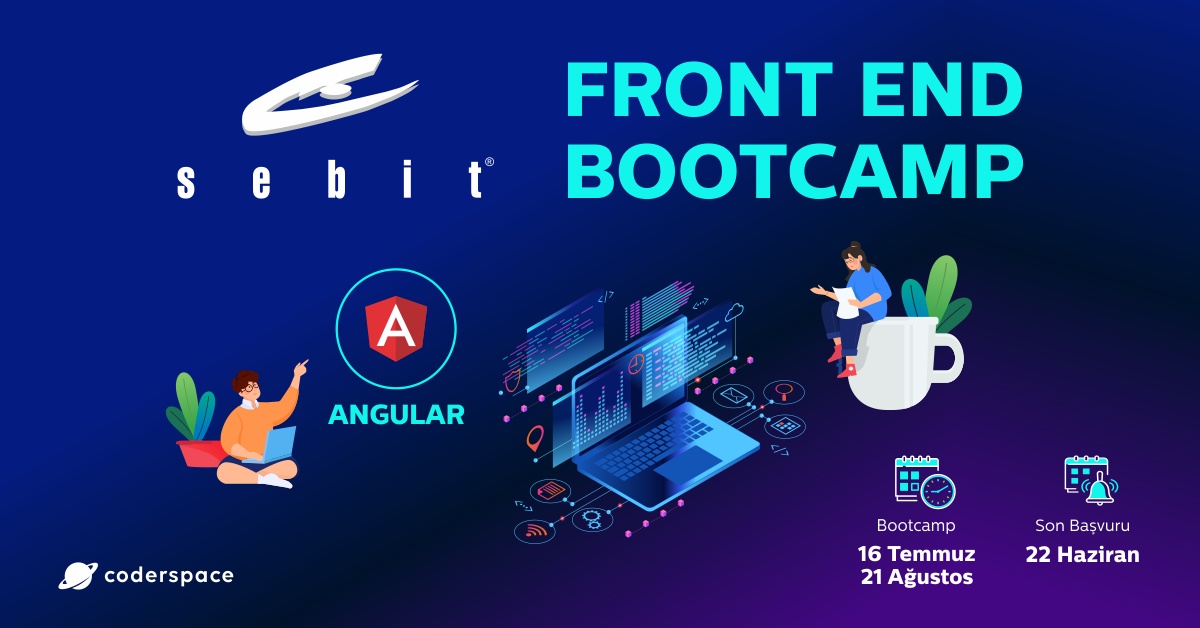 sebit®
FRONT END
BOOTCAMP
ANGULAR
Bootcamp
16 Temmuz
21 Ağustos
Son Başvuru
22 Haziran
coderspace